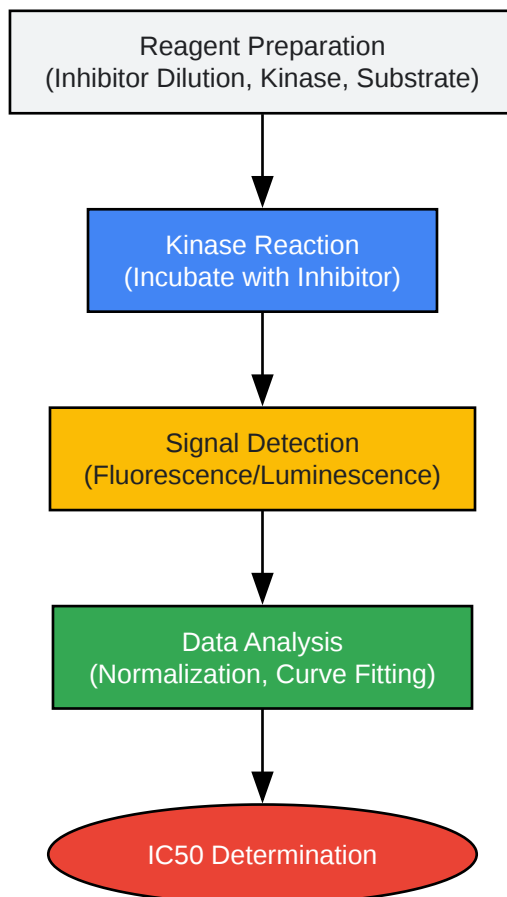 Reagent Preparation
(Inhibitor Dilution, Kinase, Substrate)
Kinase Reaction
(Incubate with Inhibitor)
Signal Detection
(Fluorescence/Luminescence)
Data Analysis
(Normalization, Curve Fitting)
IC50 Determination